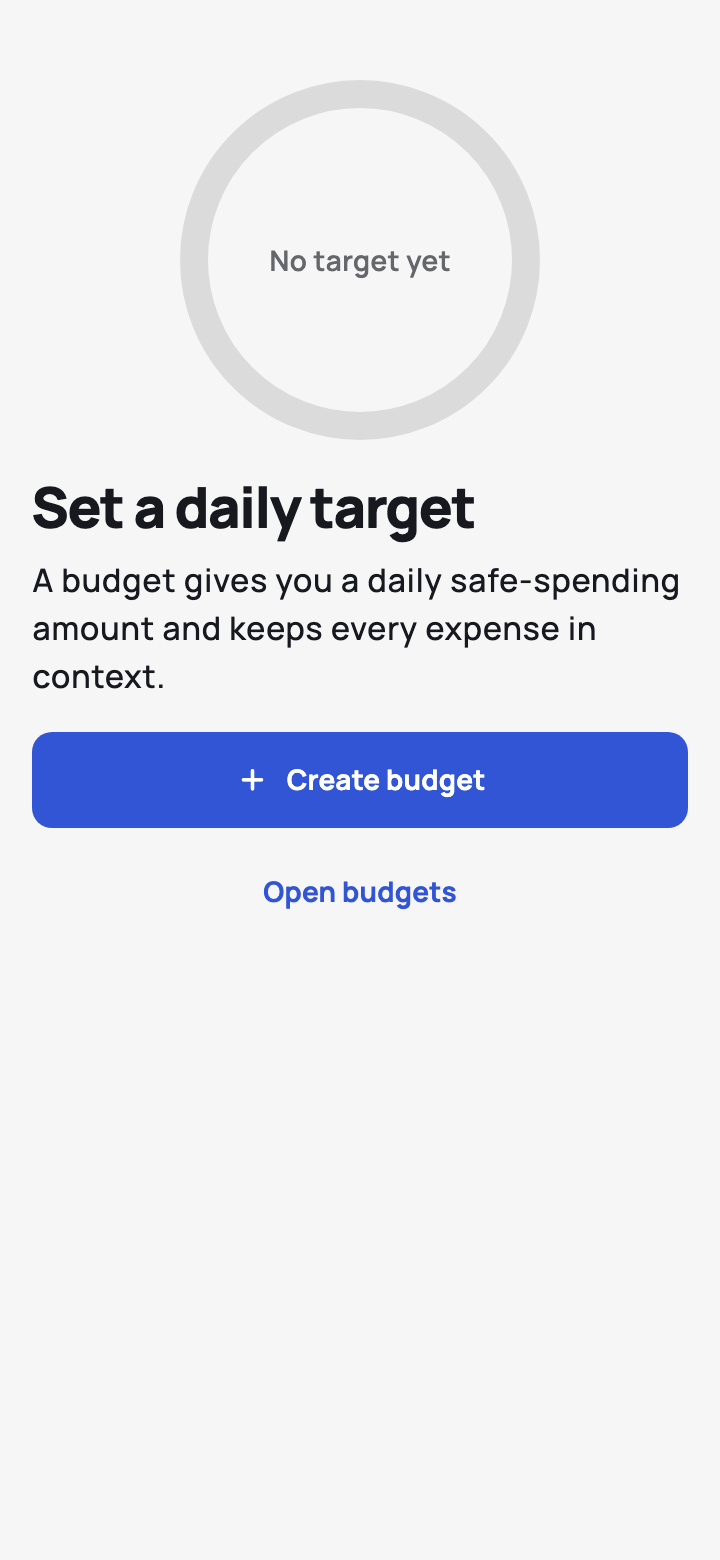 No target yet
Set a daily target
A budget gives you a daily safe-spending
amount and keeps every expense in
context.
+ Create budget
Open budgets